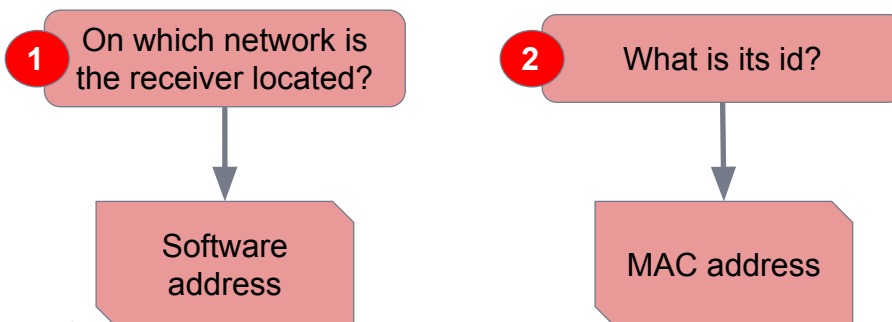 1
On which network is
the receiver located?
2
What is its id?
Software
address
MAC address